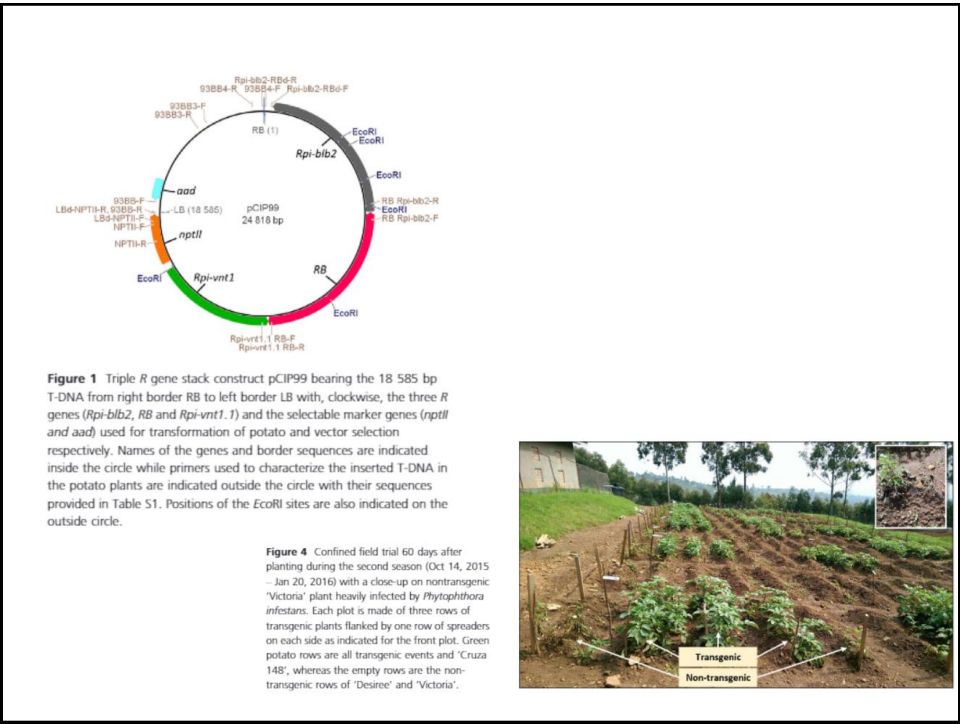 Rpi-blb2-RBd-R
93BB4-R 93BB4-F Rpi-blb2-RBd-F
93BB3-F
93BB3-R
RB (1)
EcoRI
EcoRI
Rpi-blb2
EcoRI
aad
93BB-F
LBd-NPTII-R, 93BB-R
LB (18 585)
LBd-NPTII-F
NPTII-F
nptII
NPTII-R
pCIP99
24 818 bp
RB Rpi-blb2-R
EcoRI
RB Rpi-blb2-F
EcoRI
Rpi-vnt1
RB
EcoRI
Rpi-vnt1.1 RB-F
Rpi-vnt1.1 RB-R
Figure 1 Triple R gene stack construct pCIP99 bearing the 18 585 bp
T-DNA from right border RB to left border LB with, clockwise, the three R
genes (Rpi-blb2, RB and Rpi-vnt1.1) and the selectable marker genes (nptII
and aad) used for transformation of potato and vector selection
respectively. Names of the genes and border sequences are indicated
inside the circle while primers used to characterize the inserted T-DNA in
the potato plants are indicated outside the circle with their sequences
provided in Table S1. Positions of the EcoRI sites are also indicated on the
outside circle.
Figure 4 Confined field trial 60 days after
planting during the second season (Oct 14, 2015
– Jan 20, 2016) with a close-up on nontransgenic
'Victoria' plant heavily infected by Phytophthora
infestans. Each plot is made of three rows of
transgenic plants flanked by one row of spreaders
on each side as indicated for the front plot. Green
potato rows are all transgenic events and 'Cruza
148', whereas the empty rows are the non-
transgenic rows of 'Desiree' and 'Victoria'.
Transgenic
Non-transgenic